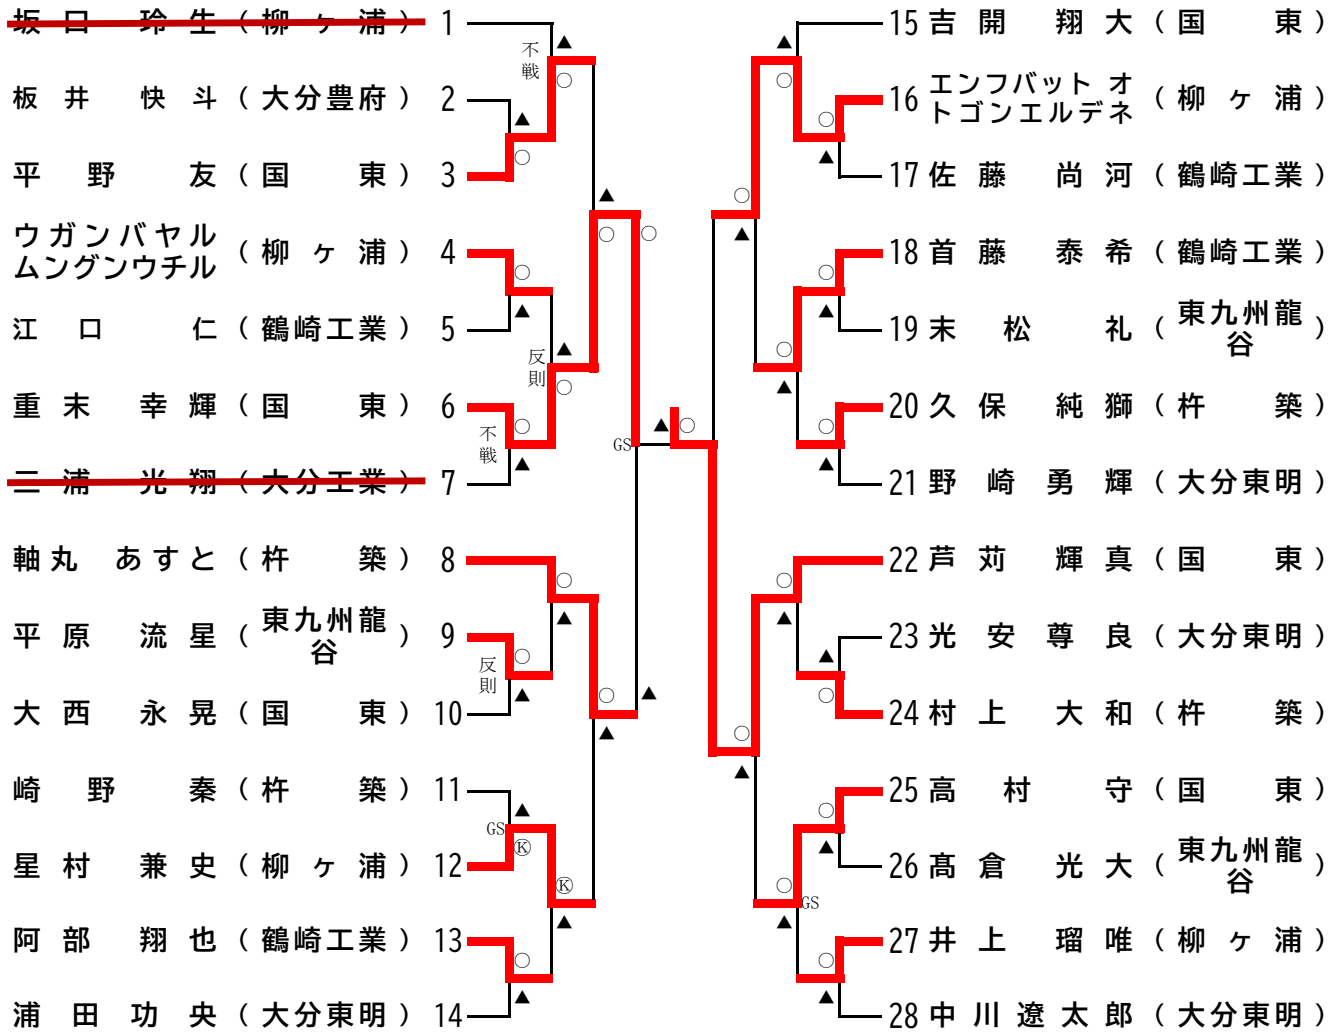 坂口 玲生 (柳ヶ浦) 1
板井 快斗 (大分豊府) 2
平野 友 (国東) 3
ウガンバヤル
ムングンウチル (柳ヶ浦) 4
江口 仁 (鶴崎工業) 5
重末 幸輝 (国東) 6
三浦 光翔 (大分工業) 7
軸丸 あすと (杵築) 8
平原 流星 (東九州龍
谷) 9
大西 永晃 (国東) 10
崎野 秦 (杵築) 11
星村 兼史 (柳ヶ浦) 12
阿部 翔也 (鶴崎工業) 13
浦田 功央 (大分東明) 14
不戦
▲
○
▲
○
○
▲
反則
▲
○
不戦
○
▲
▲
○
○
○
▲
反則
○
▲
○
▲
▲
GS
▲
Ⓚ
Ⓚ
▲
○
▲
GS
▲
○
15 吉開 翔大 (国東)
16 エンフバット オ
トゴンエルデネ (柳ヶ浦)
17 佐藤 尚河 (鶴崎工業)
18 首藤 泰希 (鶴崎工業)
19 末松 礼 (東九州龍
谷)
20 久保 純獅 (杵築)
21 野崎 勇輝 (大分東明)
22 芦苅 輝真 (国東)
23 光安 尊良 (大分東明)
24 村上 大和 (杵築)
25 高村 守 (国東)
26 髙倉 光大 (東九州龍
谷)
27 井上 瑠唯 (柳ヶ浦)
28 中川 遼太郎 (大分東明)
▲
○
○
▲
○
▲
○
▲
○
▲
○
▲
○
▲
▲
○
○
▲
○
▲
○
GS
▲
○
▲